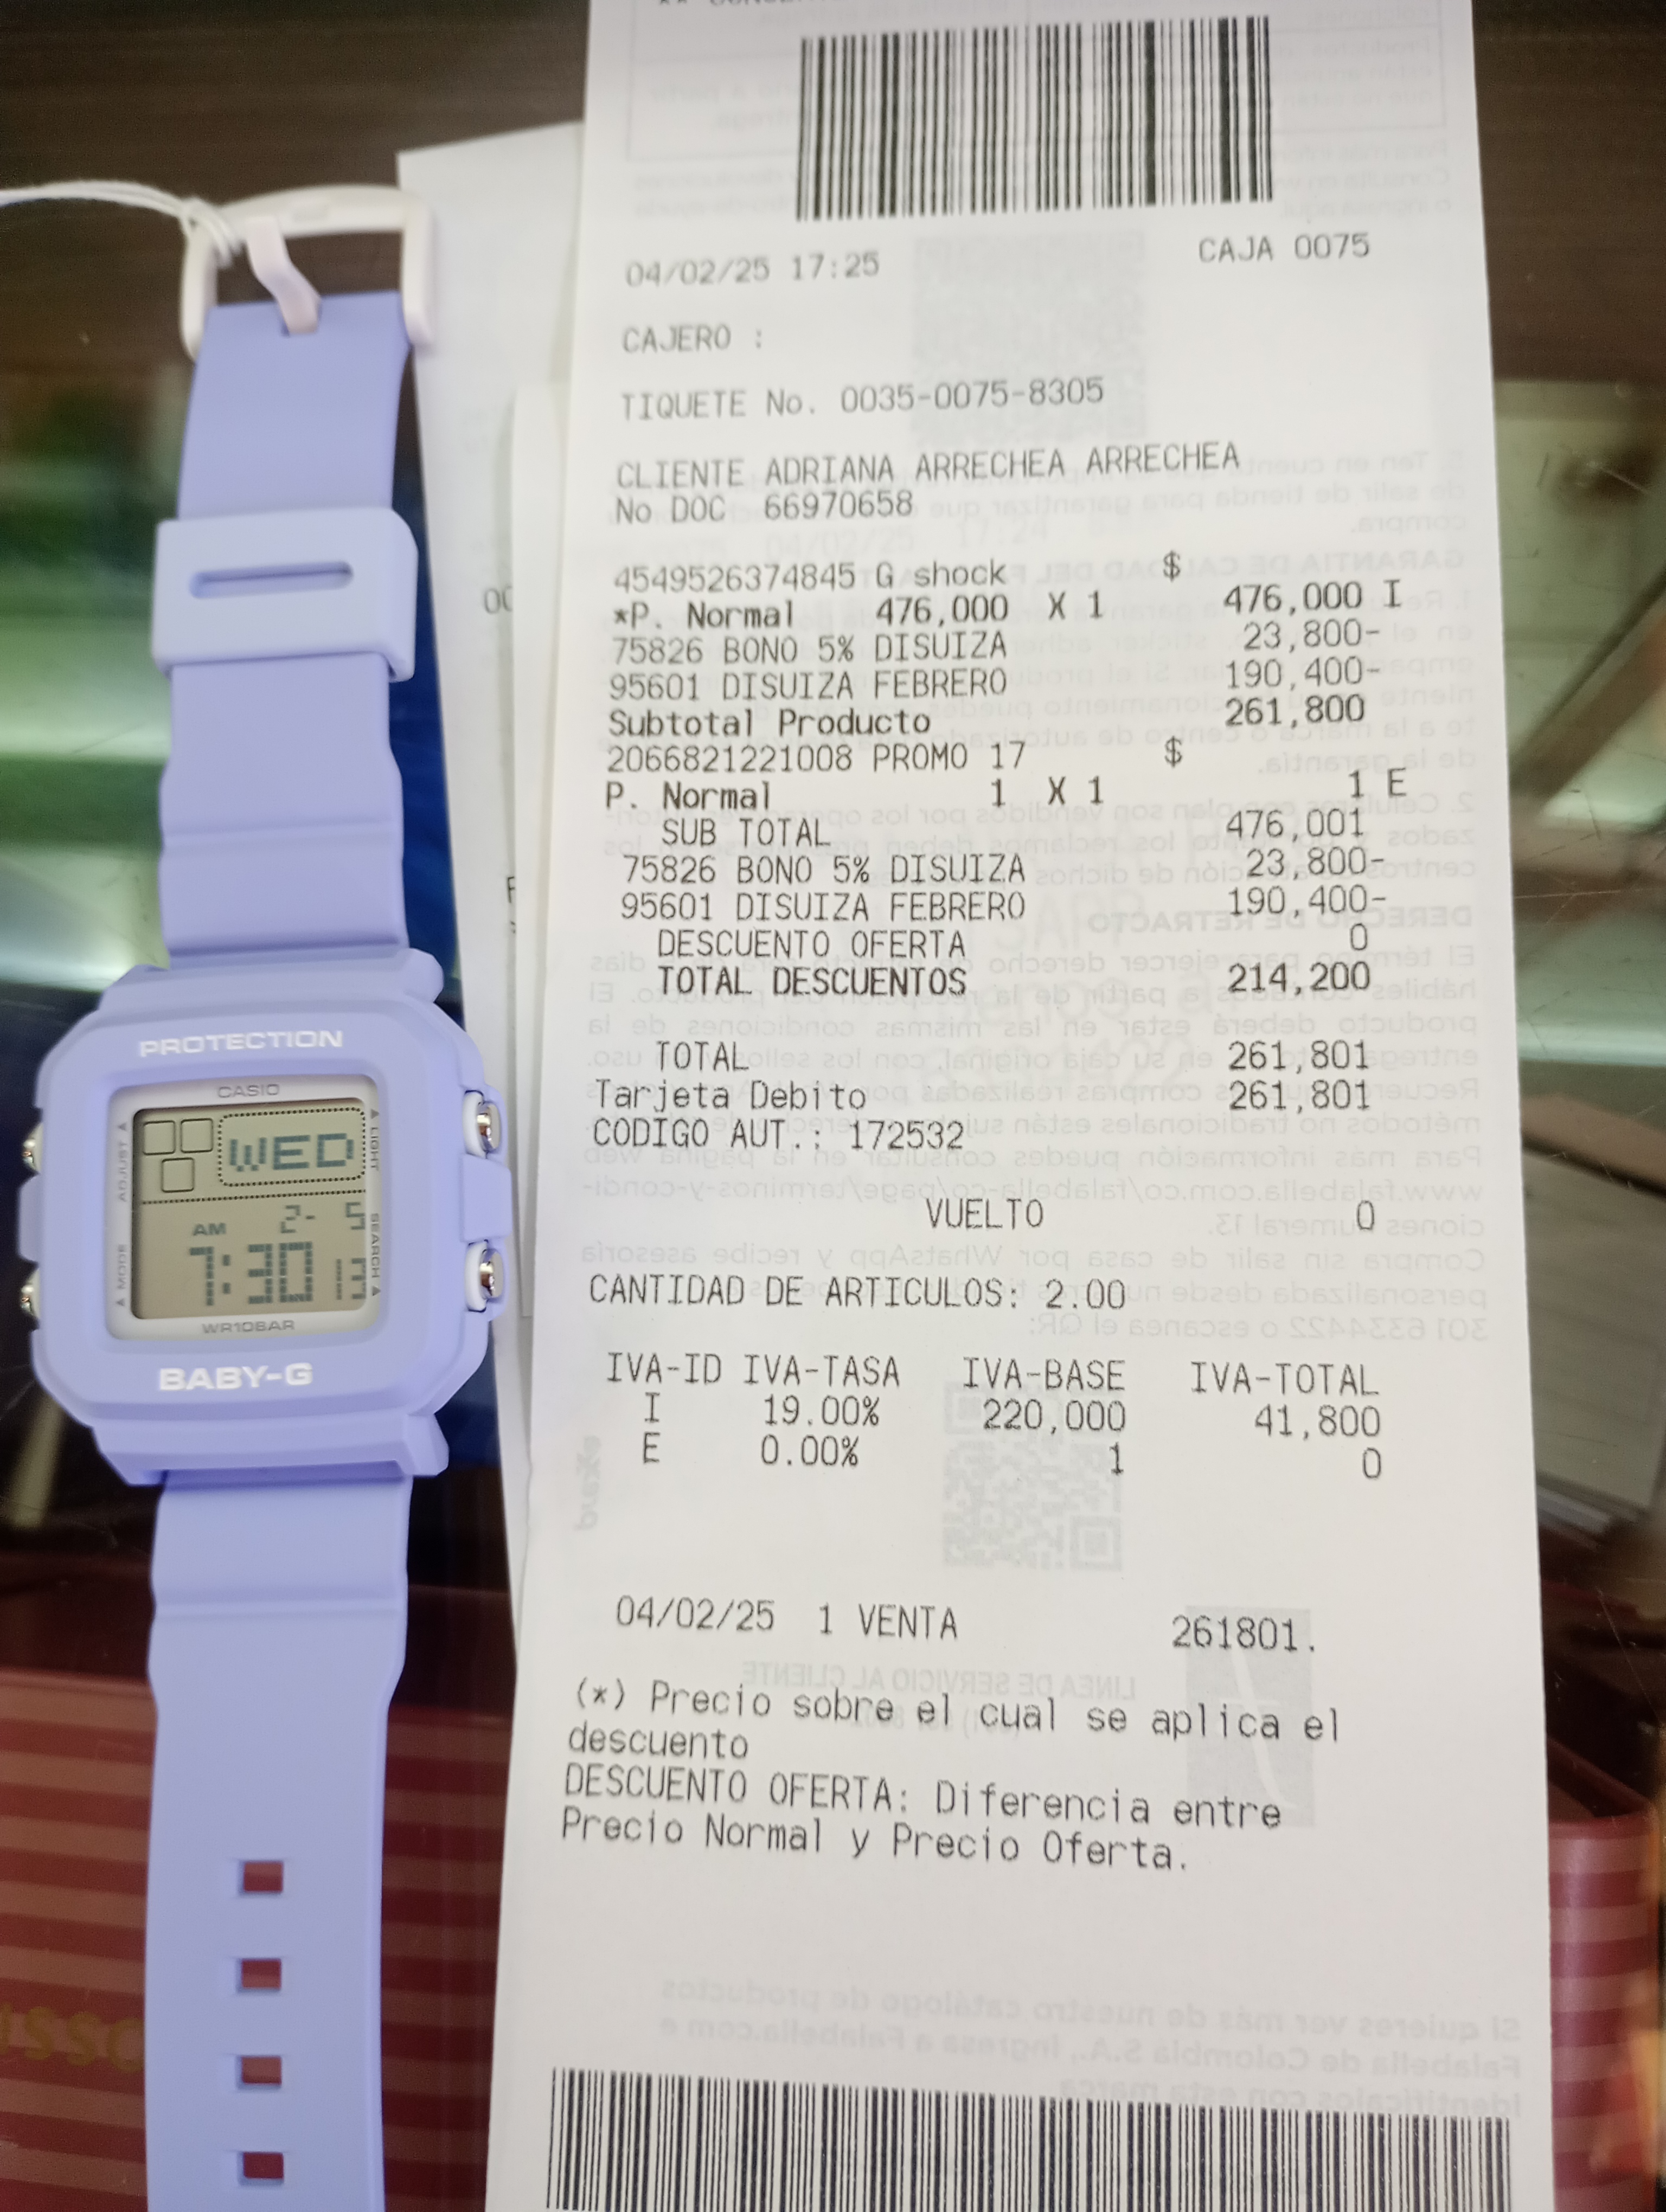 PROTECTION
CASIO
ADJUST
LIGHT
WED
AM 2- 5
7:30 13
MODE
SEARCH
WR10BAR
BABY-G
04/02/25 17:25 CAJA 0075
CAJERO :
TIQUETE No. 0035-0075-8305
CLIENTE ADRIANA ARRECHEA ARRECHEA
No DOC 66970658
4549526374845 G shock $
*P. Normal 476,000 X 1 476,000 I
75826 BONO 5% DISUIZA 23,800-
95601 DISUIZA FEBRERO 190,400-
Subtotal Producto 261,800
2066821221008 PROMO 17 $
P. Normal 1 X 1 1 E
SUB TOTAL 476,001
75826 BONO 5% DISUIZA 23,800-
95601 DISUIZA FEBRERO 190,400-
DESCUENTO OFERTA 0
TOTAL DESCUENTOS 214,200
TOTAL 261,801
Tarjeta Debito 261,801
CODIGO AUT.: 172532
VUELTO 0
CANTIDAD DE ARTICULOS: 2.00
IVA-ID IVA-TASA IVA-BASE IVA-TOTAL
I 19.00% 220,000 41,800
E 0.00% 1 0
04/02/25 1 VENTA 261801.
(*) Precio sobre el cual se aplica el
descuento
DESCUENTO OFERTA: Diferencia entre
Precio Normal y Precio Oferta.